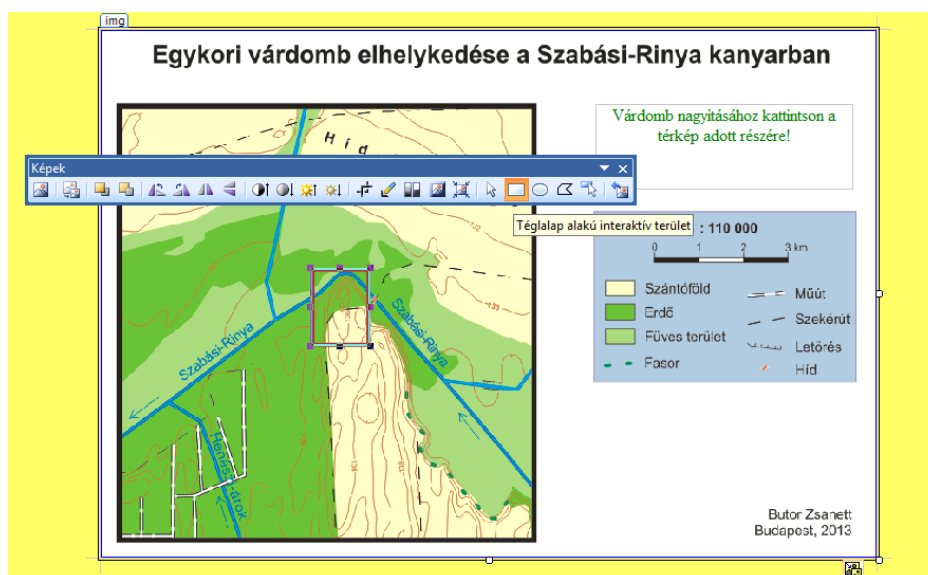 img
Egykori várdomb elhelykedése a Szabási-Rinya kanyarban
Várdomb nagyításához kattintson a
térkép adott részére!
Híd
Képek
Téglalap alakú interaktív terület
: 110 000
0 1 2 3 km
Szántóföld
Erdő
Füves terület
Fasor
Műút
Szekérút
Letörés
Híd
Szabási-Rinya
Szabási-Rinya
132
131
Butor Zsanett
Budapest, 2013